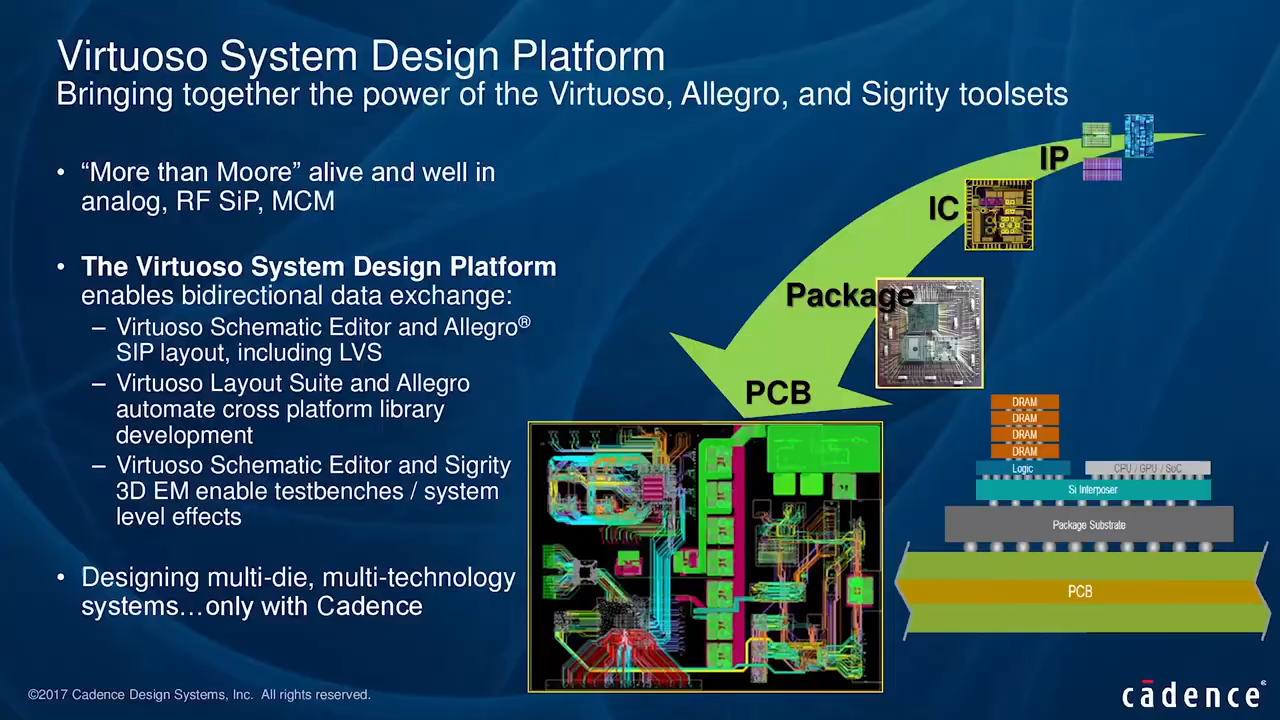 Virtuoso System Design Platform
Bringing together the power of the Virtuoso, Allegro, and Sigrity toolsets
• “More than Moore” alive and well in
analog, RF SiP, MCM
• The Virtuoso System Design Platform
enables bidirectional data exchange:
– Virtuoso Schematic Editor and Allegro®
SIP layout, including LVS
– Virtuoso Layout Suite and Allegro
automate cross platform library
development
– Virtuoso Schematic Editor and Sigrity
3D EM enable testbenches / system
level effects
• Designing multi-die, multi-technology
systems…only with Cadence
IP
IC
Package
PCB
DRAM
DRAM
DRAM
DRAM
Logic
CPU / GPU / SoC
Si Interposer
Package Substrate
PCB
©2017 Cadence Design Systems, Inc. All rights reserved.
cādence®